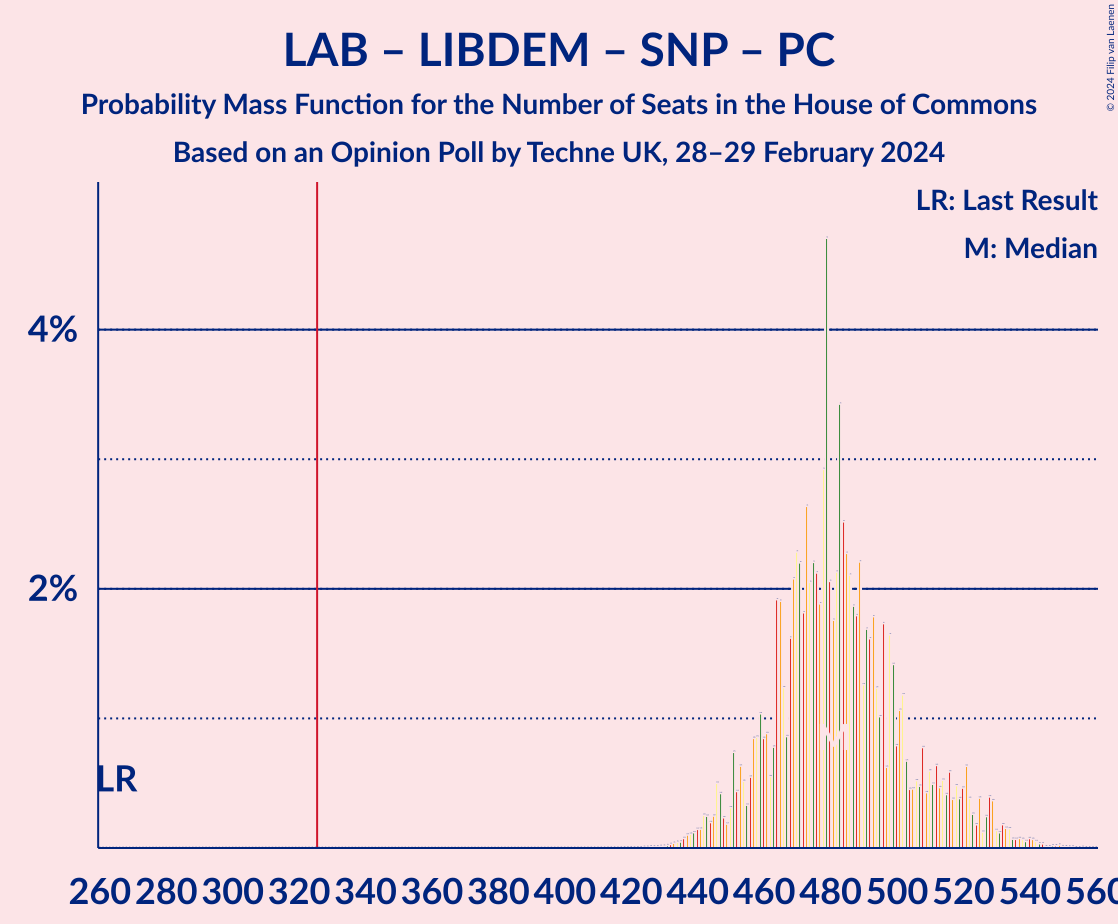 © 2024 Filip van Laenen
LAB – LIBDEM – SNP – PC
Probability Mass Function for the Number of Seats in the House of Commons
Based on an Opinion Poll by Techne UK, 28–29 February 2024
LR: Last Result
M: Median
4%
2%
LR
260 280 300 320 340 360 380 400 420 440 460 480 500 520 540 560